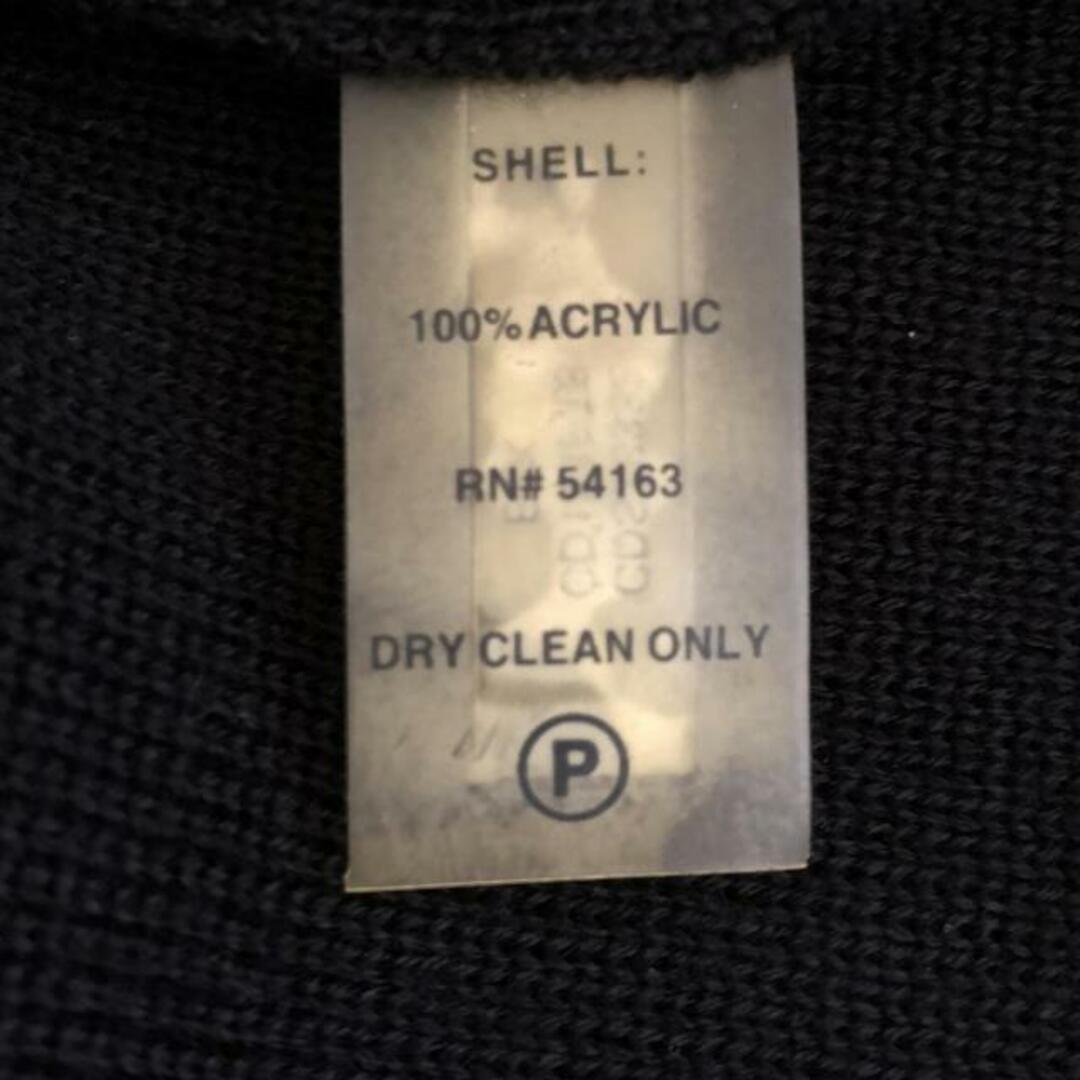 SHELL:
100% ACRYLIC
RN# 54163
DRY CLEAN ONLY
P